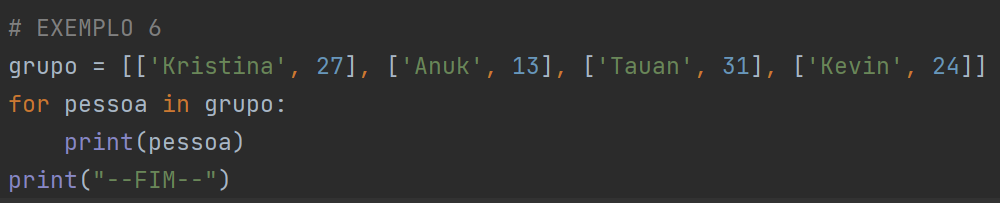 # EXEMPLO 6
grupo = [['Kristina', 27], ['Anuk', 13], ['Tauan', 31], ['Kevin', 24]]
for pessoa in grupo:
    print(pessoa)
print("--FIM--")